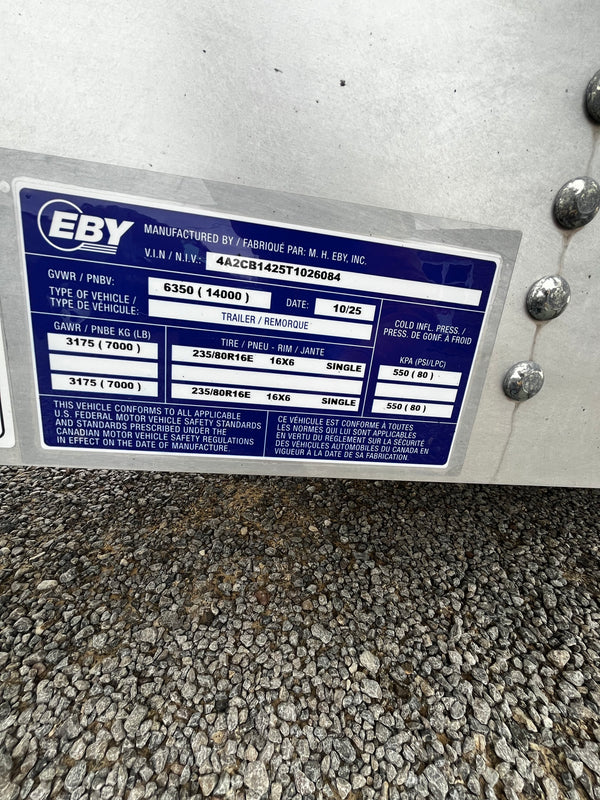 EBY
MANUFACTURED BY / FABRIQUÉ PAR: M. H. EBY, INC.
V.I.N / N.I.V.: 4A2CB1425T1026084
GVWR / PNBV: 6350 ( 14000 ) DATE: 10/25
TYPE OF VEHICLE / TYPE DE VÉHICULE: TRAILER / REMORQUE
COLD INFL. PRESS. /
PRESS. DE GONF. À FROID
GAWR / PNBE KG (LB) TIRE / PNEU - RIM / JANTE KPA (PSI/LPC)
3175 ( 7000 ) 235/80R16E 16X6 SINGLE 550 ( 80 )
3175 ( 7000 ) 235/80R16E 16X6 SINGLE 550 ( 80 )
THIS VEHICLE CONFORMS TO ALL APPLICABLE
U.S. FEDERAL MOTOR VEHICLE SAFETY STANDARDS
AND STANDARDS PRESCRIBED UNDER THE
CANADIAN MOTOR VEHICLE SAFETY REGULATIONS
IN EFFECT ON THE DATE OF MANUFACTURE.
CE VÉHICULE EST CONFORME À TOUTES
LES NORMES QUI LUI SONT APPLICABLES
EN VERTU DU REGLEMENT SUR LA SÉCURITÉ
DES VÉHICULES AUTOMOBILES DU CANADA EN
VIGUEUR A LA DATE DE SA FABRICATION.